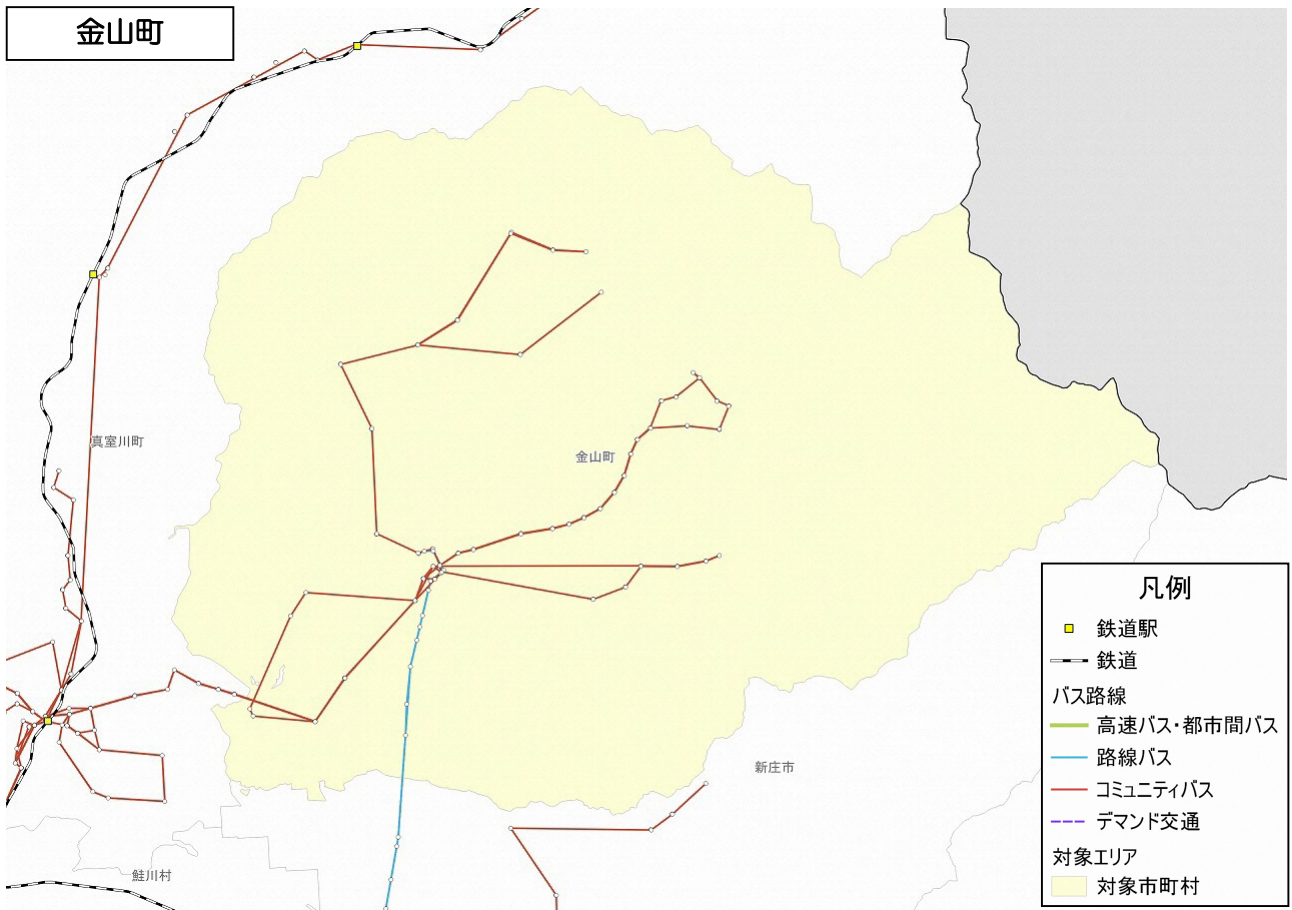 金山町
真室川町
金山町
新庄市
鮭川村
凡例
鉄道駅
鉄道
バス路線
高速バス・都市間バス
路線バス
コミュニティバス
デマンド交通
対象エリア
対象市町村